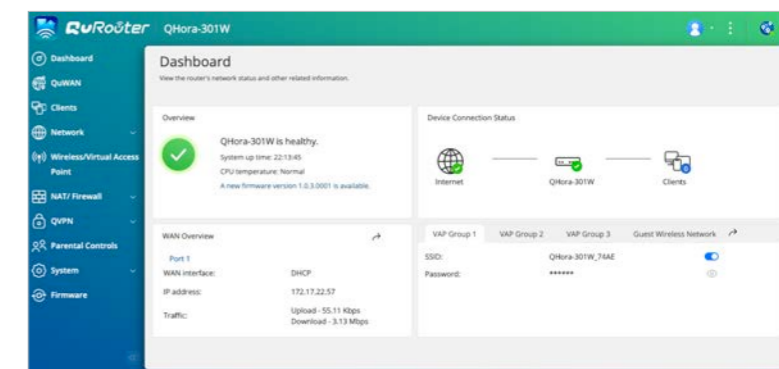 QuRouter QHora-301W
Dashboard
QuWAN
Clients
Network
Wireless/Virtual Access
Point
NAT/ Firewall
QVPN
Parental Controls
System
Firmware
Dashboard
View the router's network status and other related information.
Overview
QHora-301W is healthy.
System up time: 22:13:45
CPU temperature: Normal
A new firmware version 1.0.3.0001 is available.
Device Connection Status
Internet
QHora-301W
Clients
WAN Overview
Port 1
WAN interface: DHCP
IP address: 172.17.22.57
Traffic: Upload - 55.11 Kbps
Download - 3.13 Mbps
VAP Group 1 VAP Group 2 VAP Group 3 Guest Wireless Network
SSID: QHora-301W_74AE
Password: ******